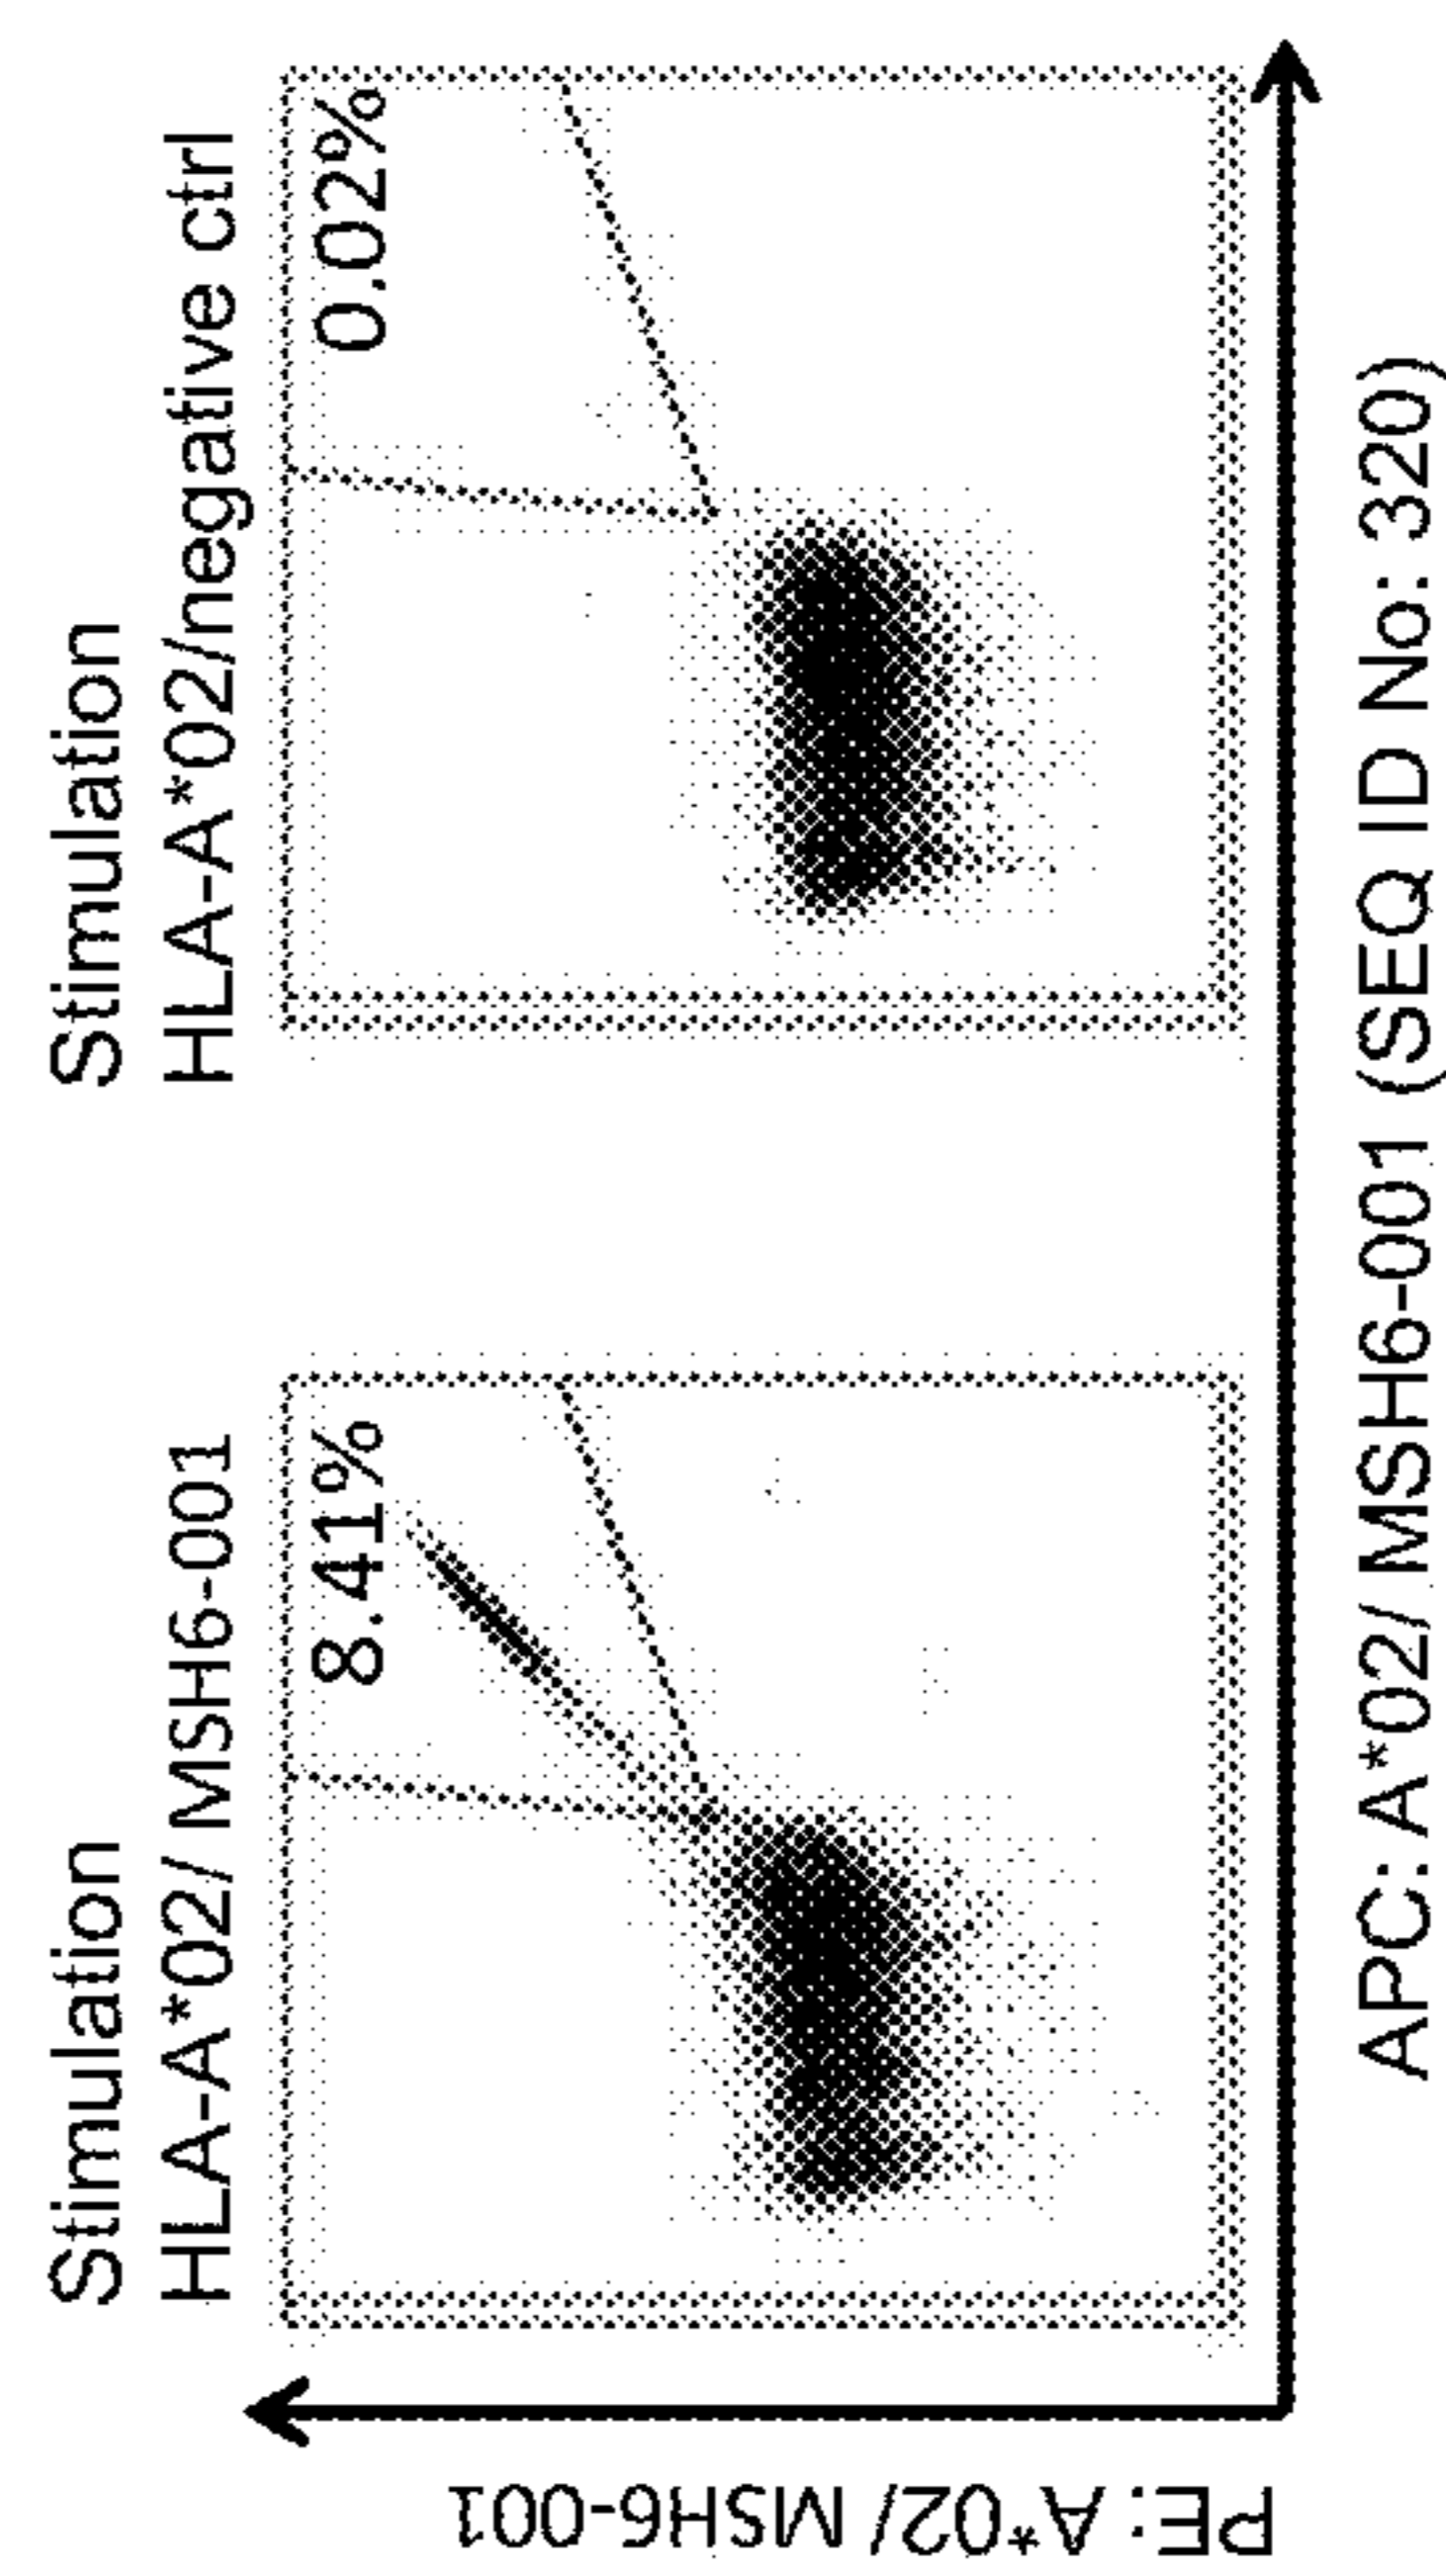 Stimulation
HLA-A*02/ MSH6-001
8.41%
Stimulation
HLA-A*02/negative ctrl
0.02%
PE: A*02/ MSH6-001
APC: A*02/ MSH6-001 (SEQ ID No: 320)